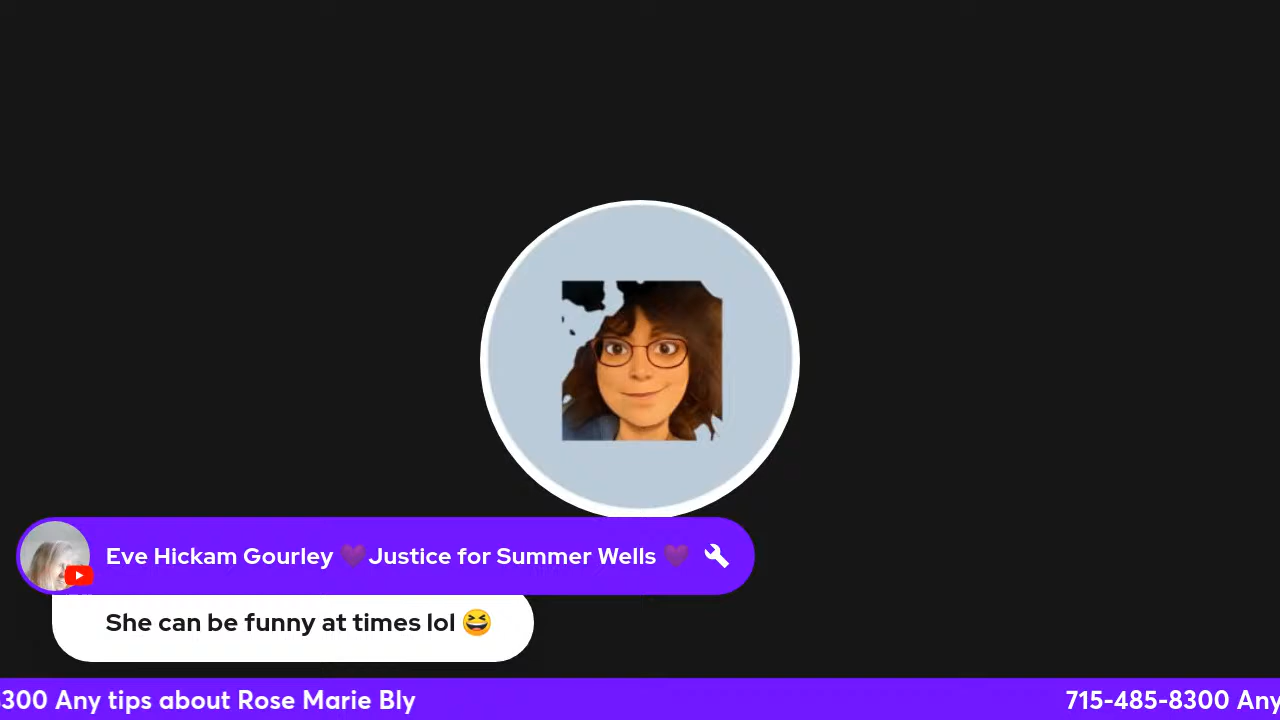 Eve Hickam Gourley 💜Justice for Summer Wells 💜
She can be funny at times lol 😆
300 Any tips about Rose Marie Bly
715-485-8300 Any